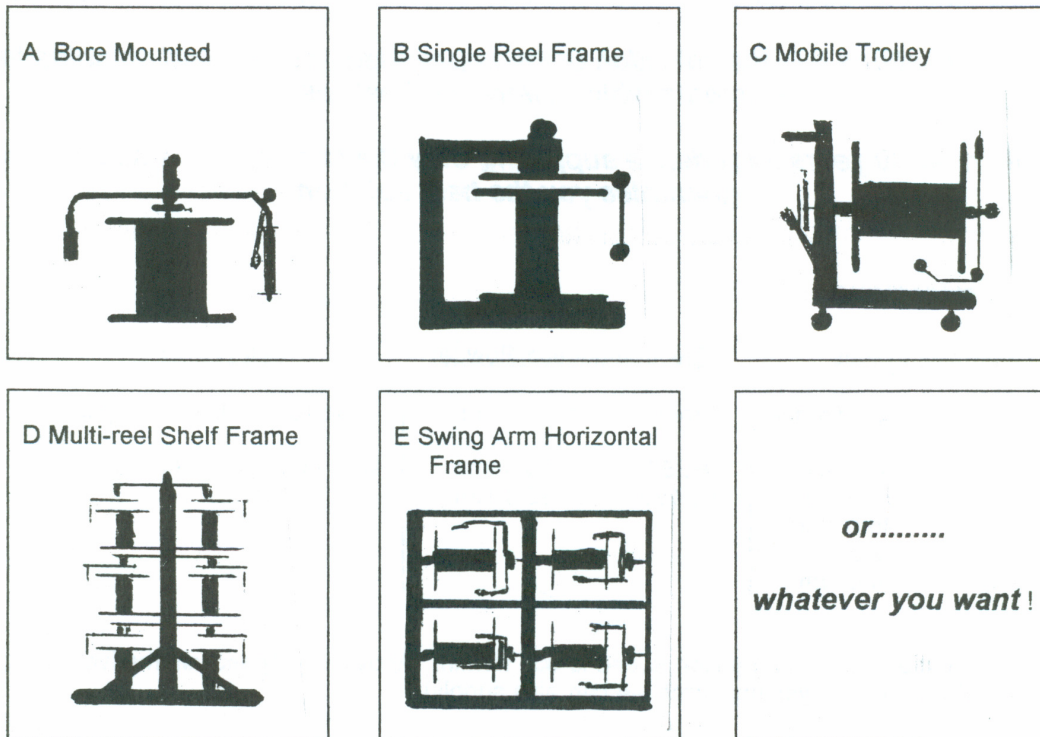 A Bore Mounted
B Single Reel Frame
C Mobile Trolley
D Multi-reel Shelf Frame
E Swing Arm Horizontal
Frame
or.........
whatever you want !